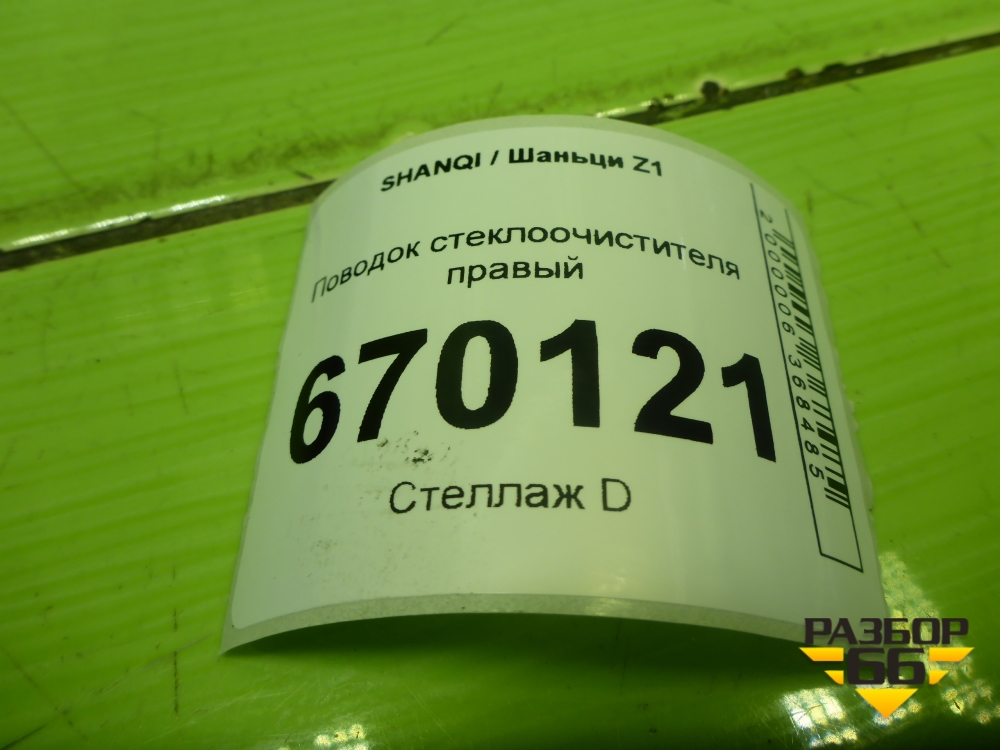 SHANQI / Шаньци Z1
Поводок стеклоочистителя
правый
670121
Стеллаж D
2000006368485
РАЗБОР
66